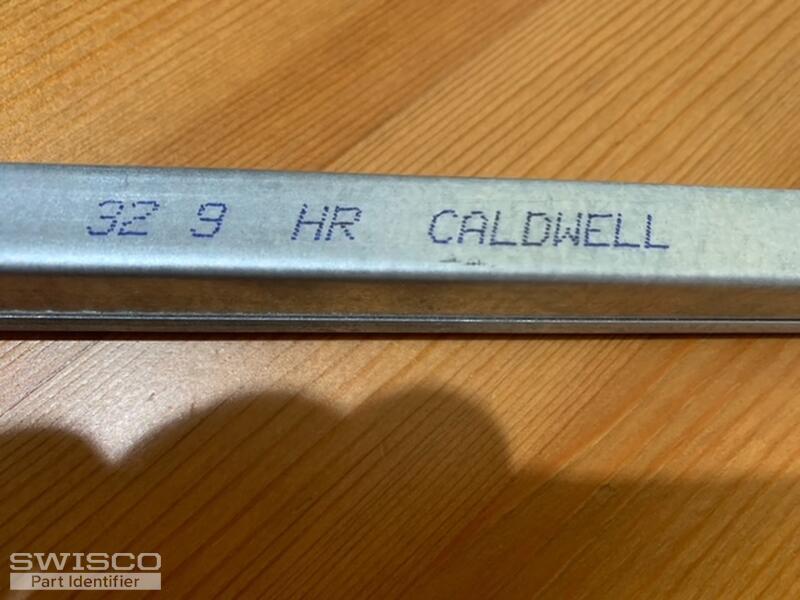 32 9 HR CALDWELL
SWISCO
Part Identifier